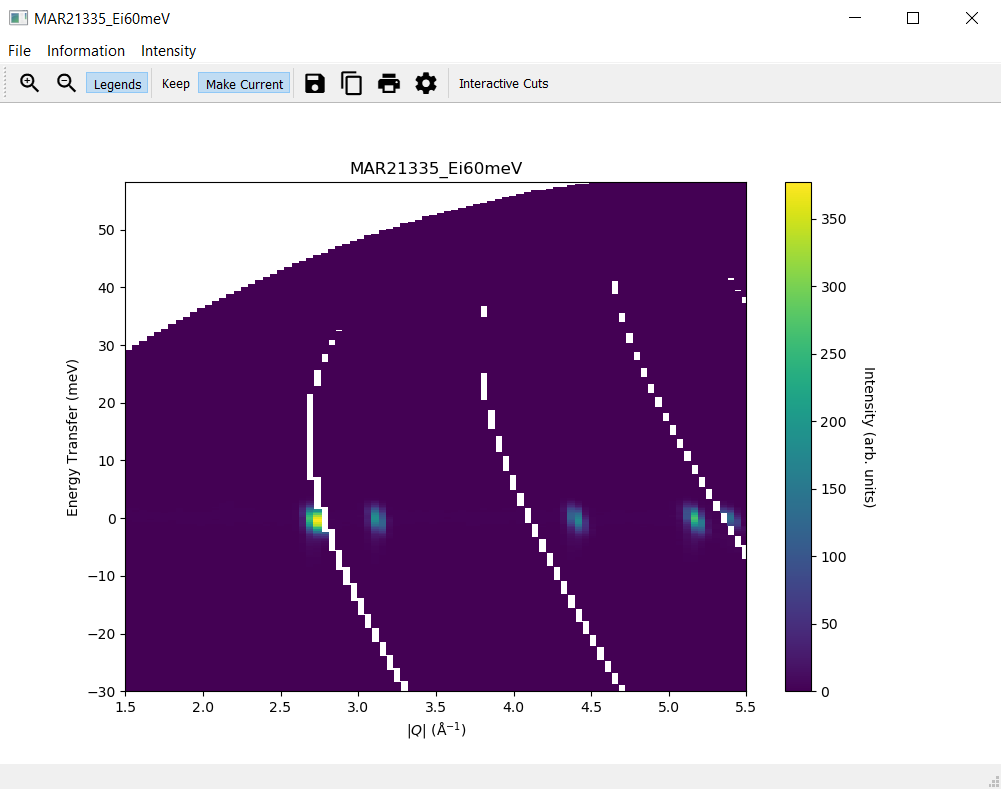 MAR21335_Ei60meV
File Information Intensity
Legends Keep Make Current Interactive Cuts
MAR21335_Ei60meV
Energy Transfer (meV)
50
40
30
20
10
0
−10
−20
−30
1.5 2.0 2.5 3.0 3.5 4.0 4.5 5.0 5.5
|Q| (Å⁻¹)
350
300
250
200
150
100
50
0
Intensity (arb. units)